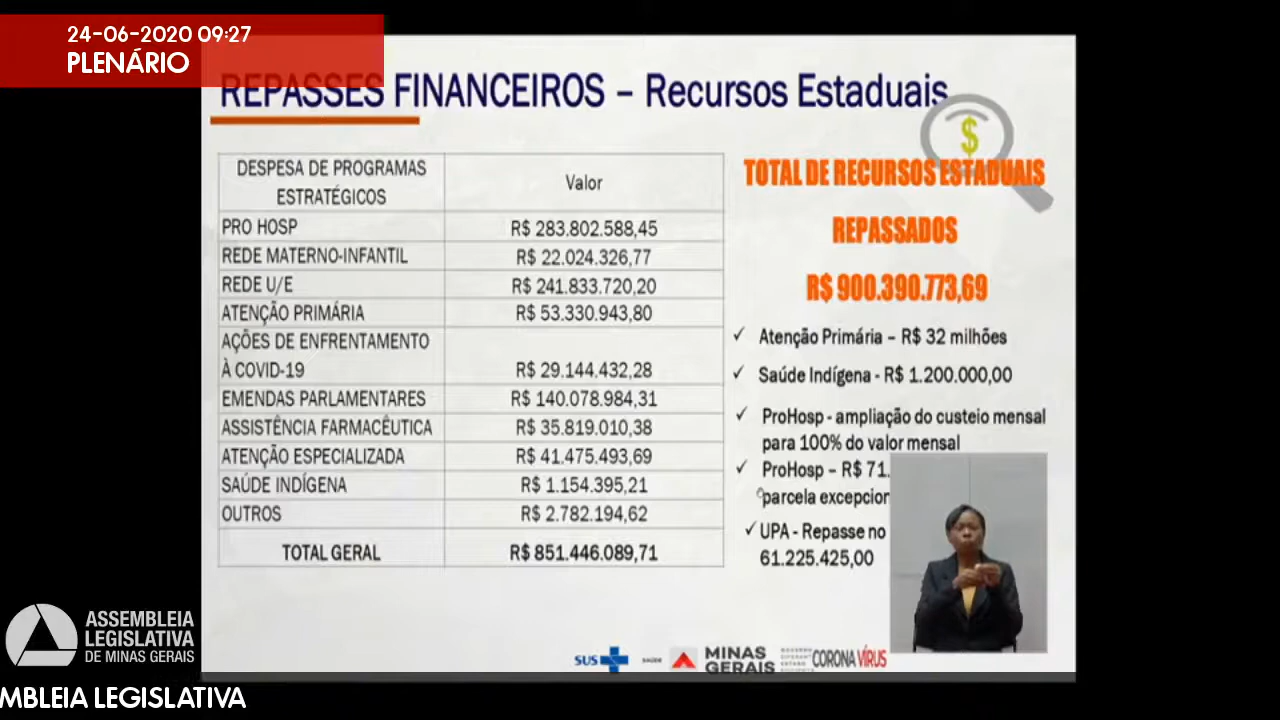 24-06-2020 09:27
PLENÁRIO
REPASSES FINANCEIROS – Recursos Estaduais
DESPESA DE PROGRAMAS ESTRATÉGICOS Valor
PRO HOSP R$ 283.802.588,45
REDE MATERNO-INFANTIL R$ 22.024.326,77
REDE U/E R$ 241.833.720,20
ATENÇÃO PRIMÁRIA R$ 53.330.943,80
AÇÕES DE ENFRENTAMENTO
À COVID-19 R$ 29.144.432,28
EMENDAS PARLAMENTARES R$ 140.078.984,31
ASSISTÊNCIA FARMACÊUTICA R$ 35.819.010,38
ATENÇÃO ESPECIALIZADA R$ 41.475.493,69
SAÚDE INDÍGENA R$ 1.154.395,21
OUTROS R$ 2.782.194,62
TOTAL GERAL R$ 851.446.089,71
$
TOTAL DE RECURSOS ESTADUAIS
REPASSADOS
R$ 900.390.773,69
✓ Atenção Primária – R$ 32 milhões
✓ Saúde Indígena - R$ 1.200.000,00
✓ ProHosp - ampliação do custeio mensal
para 100% do valor mensal
✓ ProHosp – R$ 71.
parcela excepcion
✓ UPA - Repasse no
61.225.425,00
SUS
SAÚDE
MINAS
GERAIS
CORONA VÍRUS
ASSEMBLEIA
LEGISLATIVA
DE MINAS GERAIS
MBLEIA LEGISLATIVA